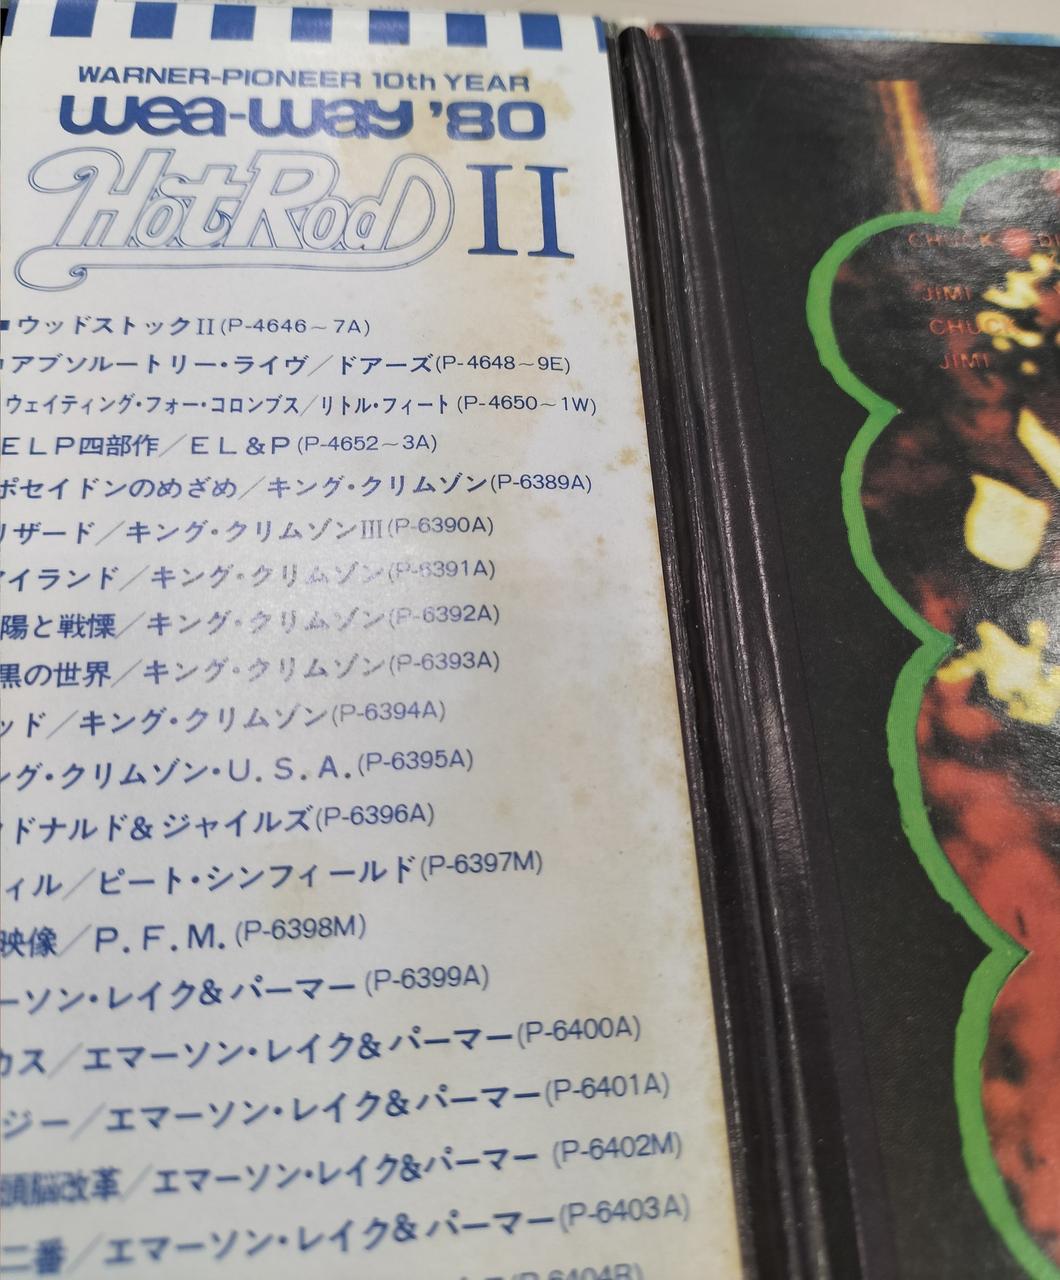 WARNER-PIONEER 10th YEAR
wea-way '80
Hot Rod II
ウッドストックII(P-4646~7A)
アブソルートリー・ライヴ/ドアーズ(P-4648~9E)
ウェイティング・フォー・コロンブス/リトル・フィート(P-4650~1W)
ELP四部作/EL&P(P-4652~3A)
ポセイドンのめざめ/キング・クリムゾン(P-6389A)
リザード/キング・クリムゾンIII(P-6390A)
アイランド/キング・クリムゾン(P-6391A)
陽と戦慄/キング・クリムゾン(P-6392A)
黒の世界/キング・クリムゾン(P-6393A)
ッド/キング・クリムゾン(P-6394A)
ング・クリムゾン・U.S.A.(P-6395A)
ドナルド&ジャイルズ(P-6396A)
ィル/ピート・シンフィールド(P-6397M)
映像/P.F.M.(P-6398M)
ーソン・レイク&パーマー(P-6399A)
カス/エマーソン・レイク&パーマー(P-6400A)
ジー/エマーソン・レイク&パーマー(P-6401A)
頭脳改革/エマーソン・レイク&パーマー(P-6402M)
二番/エマーソン・レイク&パーマー(P-6403A)
(P-6404R)
CHUCK
JIMI
CHUCK
JIMI